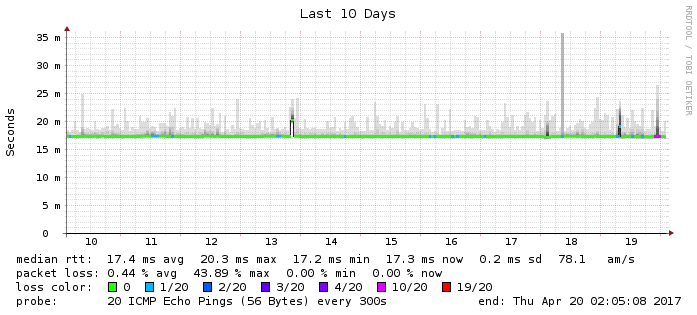 Last 10 Days
RRDTOOL / TOBI OETIKER
Seconds
35 m
30 m
25 m
20 m
15 m
10 m
5 m
0
10 11 12 13 14 15 16 17 18 19
median rtt: 17.4 ms avg 20.3 ms max 17.2 ms min 17.3 ms now 0.2 ms sd 78.1 am/s
packet loss: 0.44 % avg 43.89 % max 0.00 % min 0.00 % now
loss color: 0 1/20 2/20 3/20 4/20 10/20 19/20
probe: 20 ICMP Echo Pings (56 Bytes) every 300s end: Thu Apr 20 02:05:08 2017